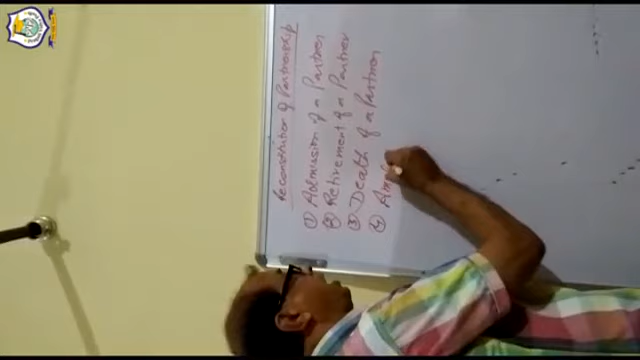 Reconstitution of Partnership
① Admission of a Partner
② Retirement of a Partner
③ Death of a Partner
④ Am